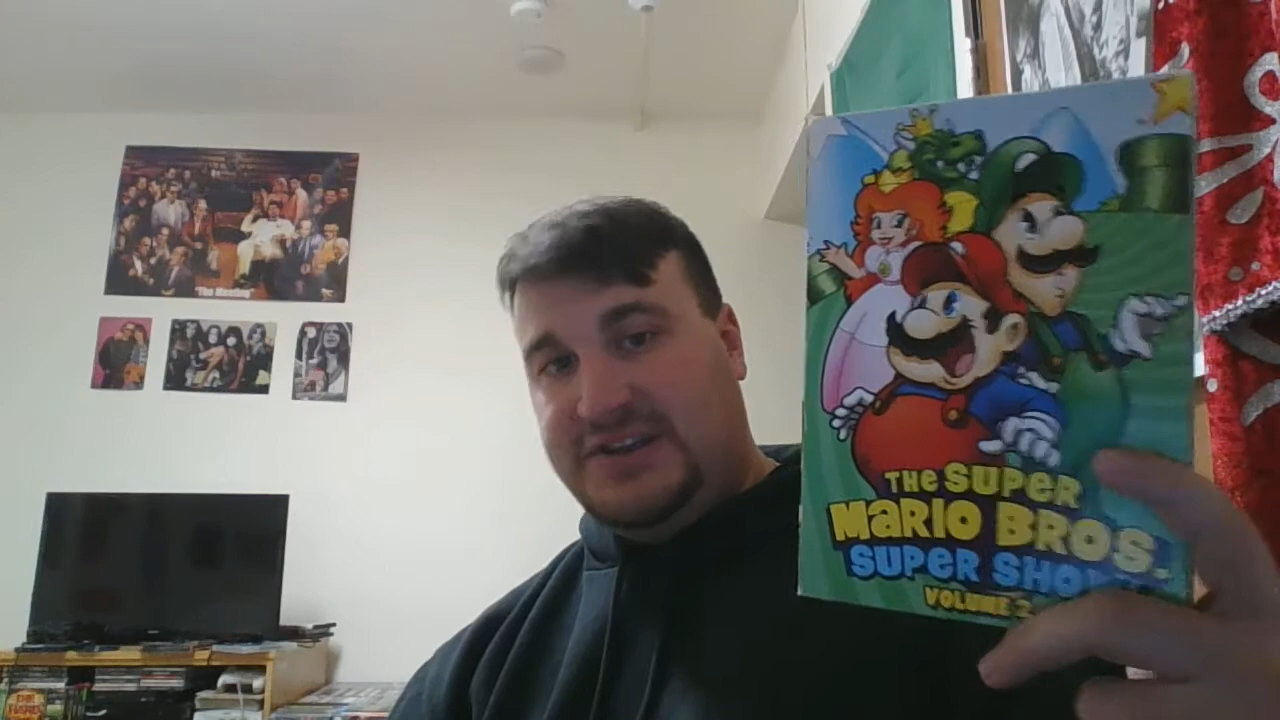 "The Meeting"
THE SUPER
MARIO BROS.
SUPER SHO
VOLUME 2